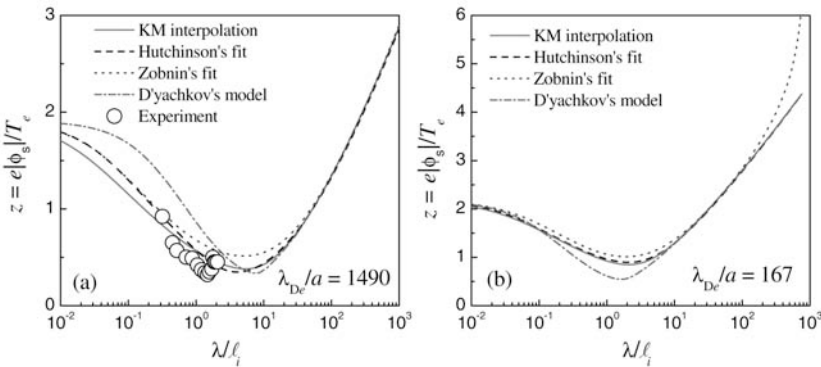 3
2
1
0
z = e|ϕₛ|/Tₑ
KM interpolation
Hutchinson's fit
Zobnin's fit
D'yachkov's model
Experiment
(a)
λ_De/a = 1490
10⁻² 10⁻¹ 10⁰ 10¹ 10² 10³
λ/ℓᵢ
6
5
4
3
2
1
0
z = e|ϕₛ|/Tₑ
KM interpolation
Hutchinson's fit
Zobnin's fit
D'yachkov's model
(b)
λ_De/a = 167
10⁻² 10⁻¹ 10⁰ 10¹ 10² 10³
λ/ℓᵢ